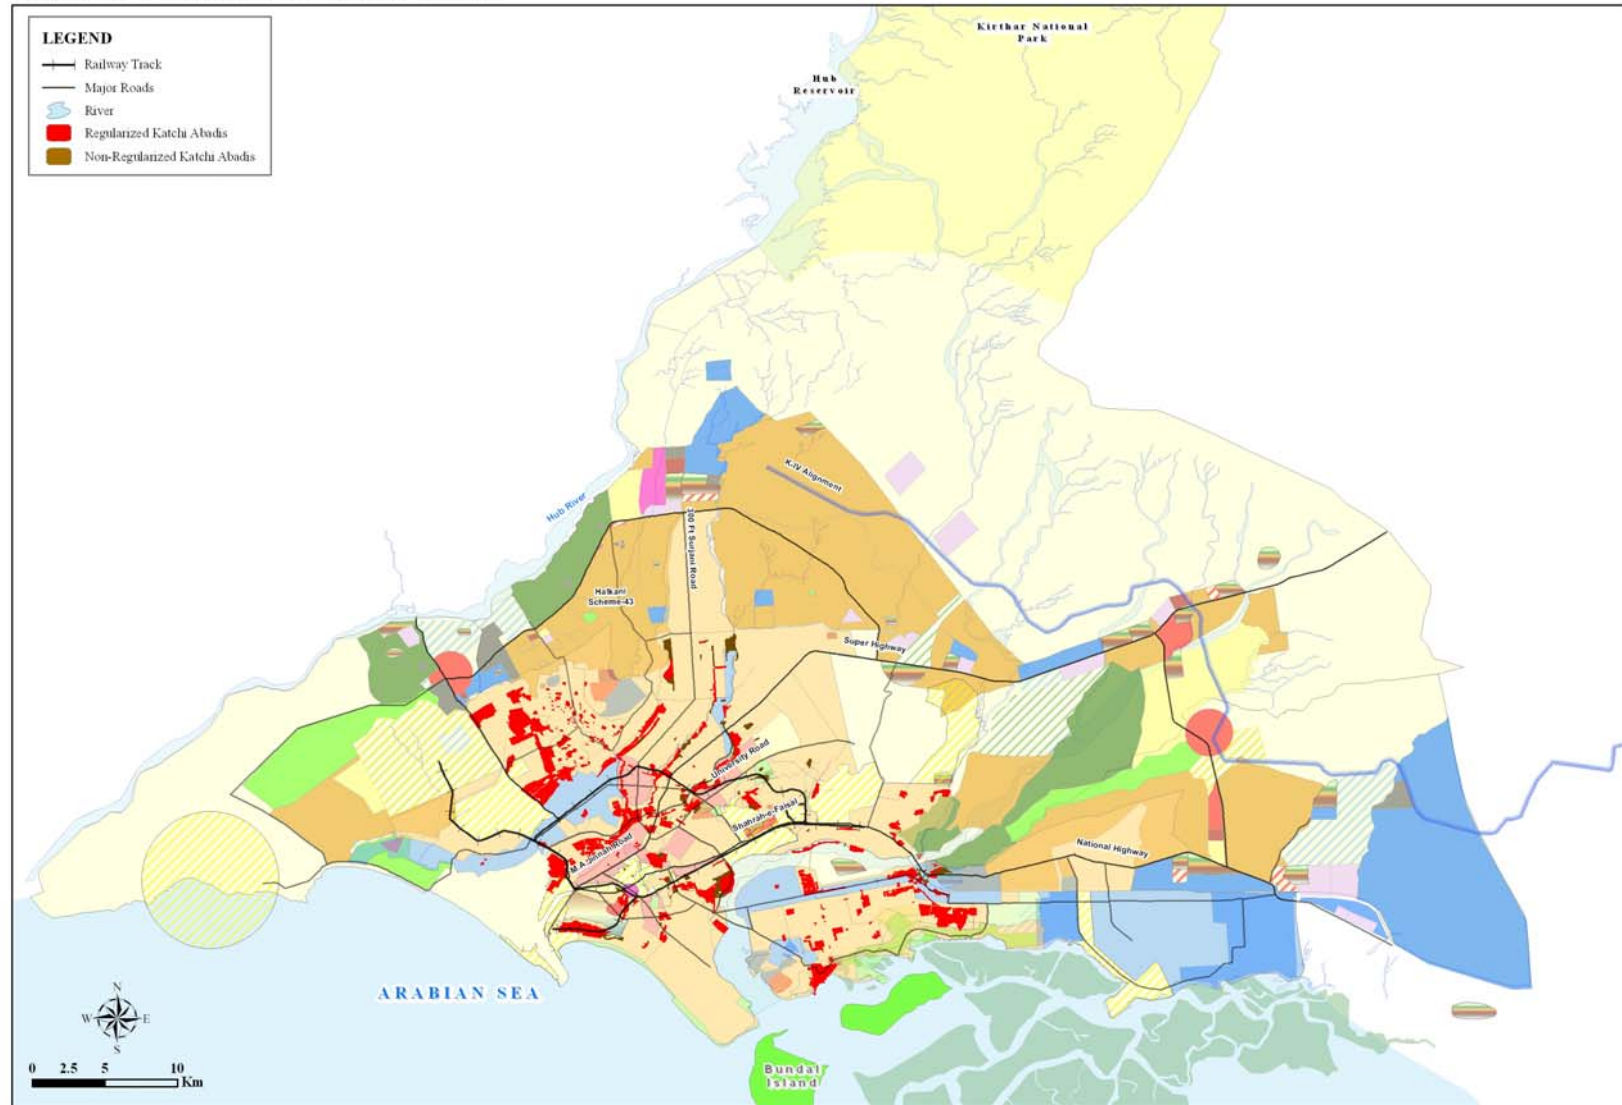 LEGEND
Railway Track
Major Roads
River
Regularized Katchi Abadis
Non-Regularized Katchi Abadis
Kirthar National
Park
Hub
Reservoir
K-IV Alignment
Hub River
300 Ft Surjani Road
Halkani
Scheme-43
Super Highway
University Road
Shahrah-e-Faisal
M.A.Jinnah Road
National Highway
ARABIAN SEA
N
W
E
S
0 2.5 5 10
Km
Bundal
Island